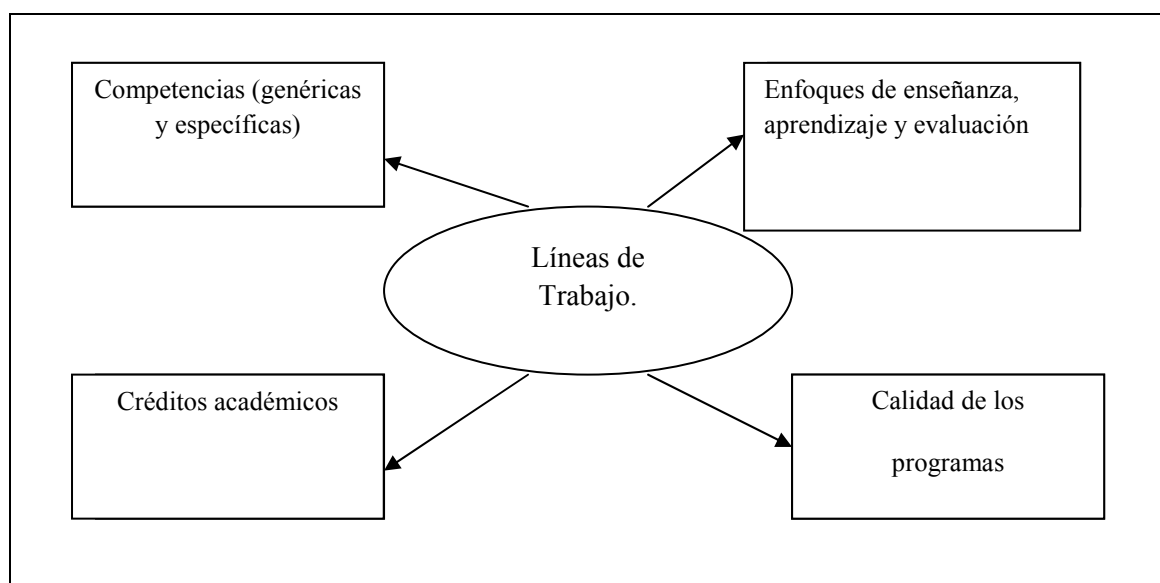 Competencias (genéricas
y específicas)
Enfoques de enseñanza,
aprendizaje y evaluación
Líneas de
Trabajo.
Créditos académicos
Calidad de los
programas